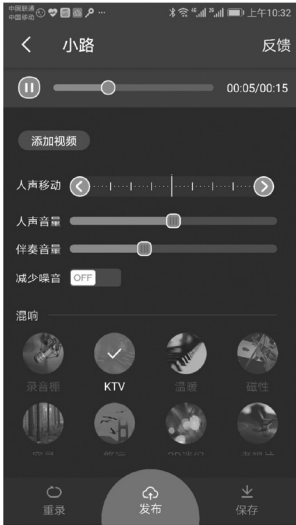 中国联通
中国移动
上午10:32
小路
反馈
00:05/00:15
添加视频
人声移动
人声音量
伴奏音量
减少噪音 OFF
混响
录音棚 KTV 温暖 磁性
重录 发布 保存